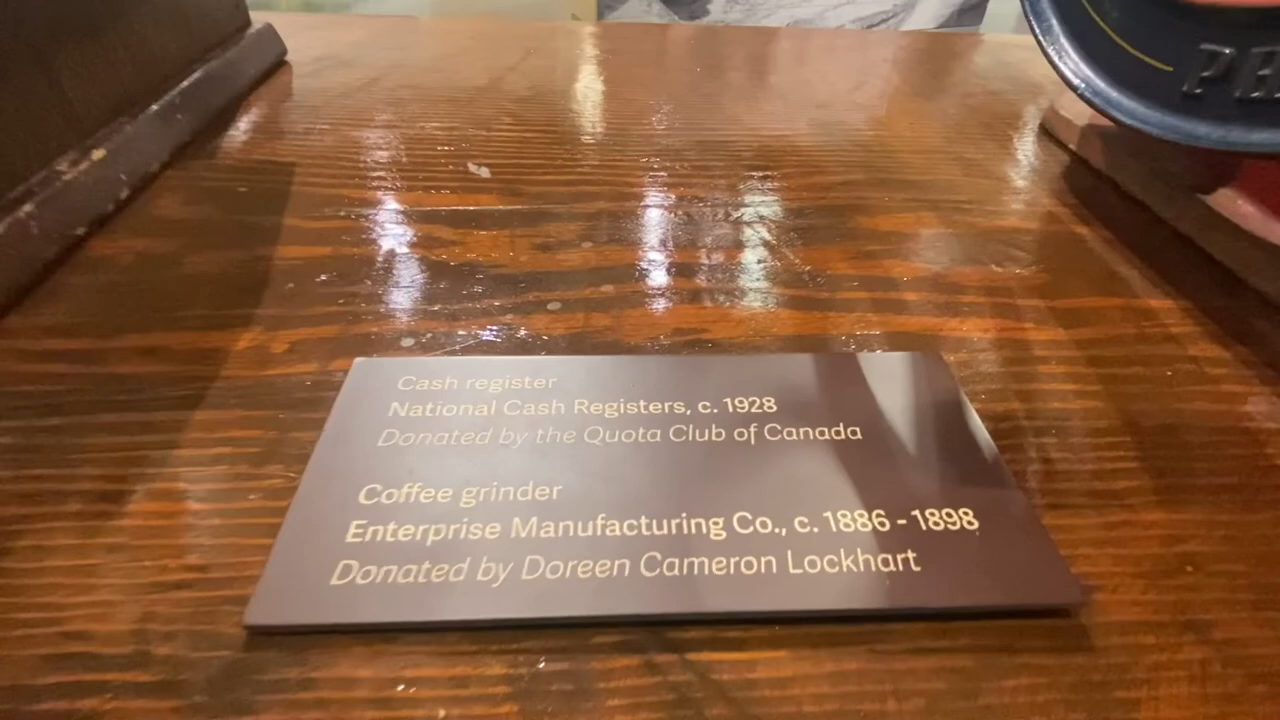 Cash register
National Cash Registers, c. 1928
Donated by the Quota Club of Canada
Coffee grinder
Enterprise Manufacturing Co., c. 1886 - 1898
Donated by Doreen Cameron Lockhart